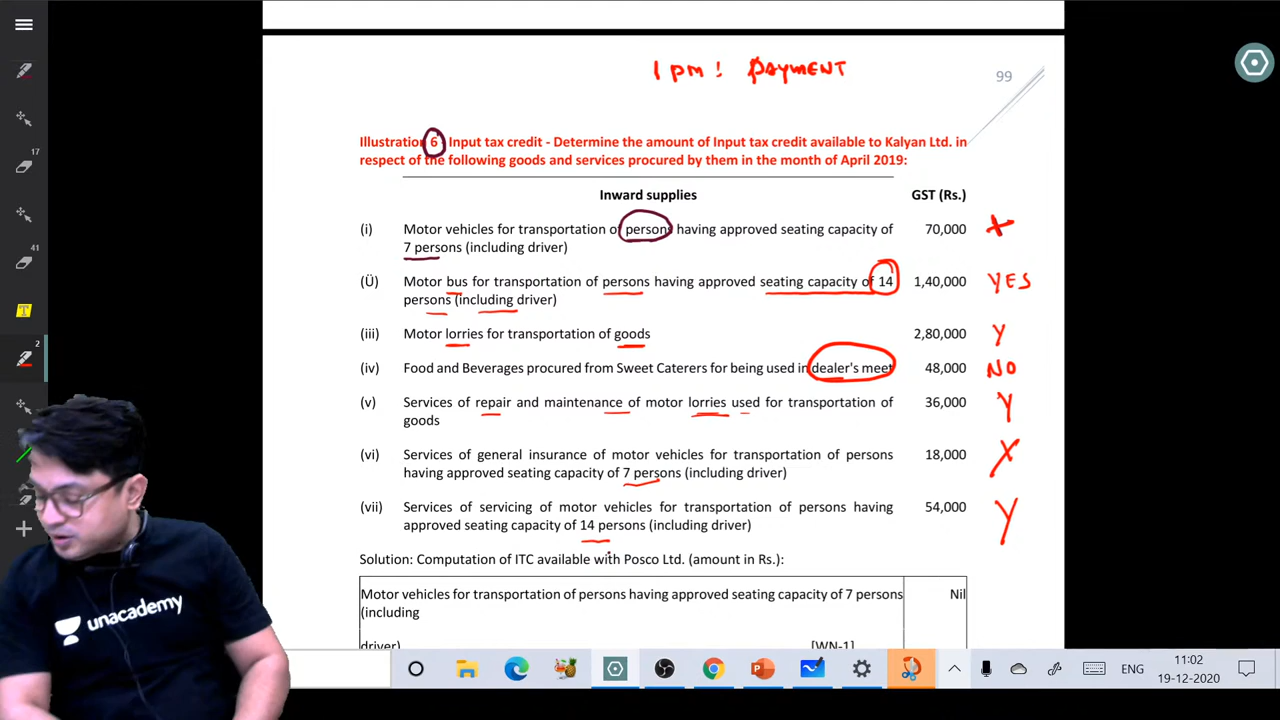 1 pm : PAYMENT
99
Illustration 6 - Input tax credit - Determine the amount of Input tax credit available to Kalyan Ltd. in
respect of the following goods and services procured by them in the month of April 2019:
Inward supplies GST (Rs.)
(i) Motor vehicles for transportation of persons having approved seating capacity of 70,000 X
7 persons (including driver)
(Ü) Motor bus for transportation of persons having approved seating capacity of 14 1,40,000 YES
persons (including driver)
(iii) Motor lorries for transportation of goods 2,80,000 Y
(iv) Food and Beverages procured from Sweet Caterers for being used in dealer's meet 48,000 NO
(v) Services of repair and maintenance of motor lorries used for transportation of 36,000 Y
goods
(vi) Services of general insurance of motor vehicles for transportation of persons 18,000 X
having approved seating capacity of 7 persons (including driver)
(vii) Services of servicing of motor vehicles for transportation of persons having 54,000 Y
approved seating capacity of 14 persons (including driver)
Solution: Computation of ITC available with Posco Ltd. (amount in Rs.):
Motor vehicles for transportation of persons having approved seating capacity of 7 persons Nil
(including
driver) [WN-1]
17
41
T
2
unacademy
ENG
11:02
19-12-2020